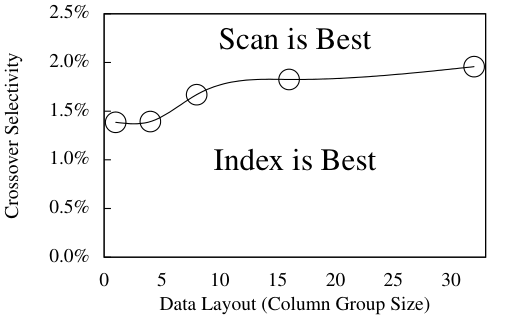 2.5%
Scan is Best
2.0%
1.5%
Index is Best
1.0%
0.5%
0.0%
0 5 10 15 20 25 30
Data Layout (Column Group Size)
Crossover Selectivity